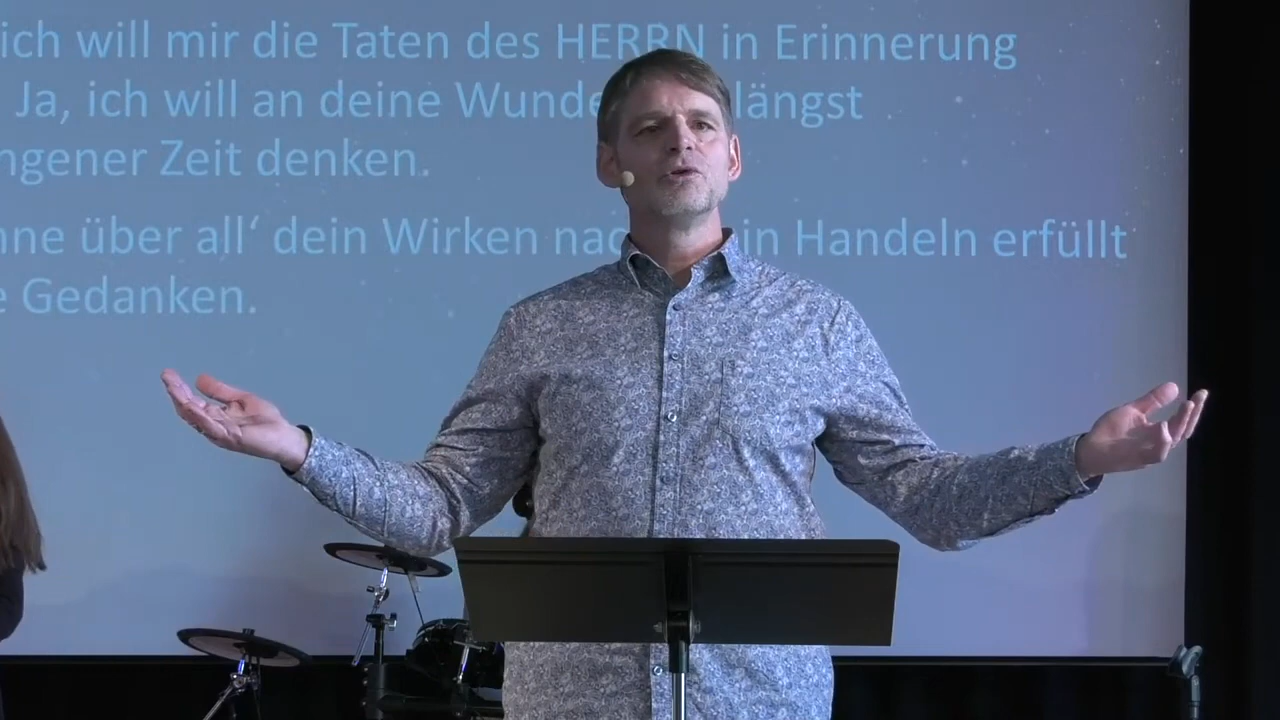 ich will mir die Taten des HERRN in Erinnerung
Ja, ich will an deine längst
Zeit denken.
über all‘ dein Wirken Handeln erfüllt
Gedanken.